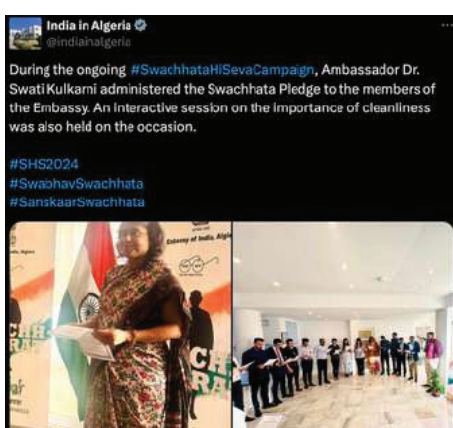 India in Algeria
@indiainalgeria
During the ongoing #SwachhataHiSevaCampaign, Ambassador Dr.
Swati Kulkarni administered the Swachhata Pledge to the members of
the Embassy. An interactive session on the importance of cleanliness
was also held on the occasion.
#SHS2024
#SwabhavSwachhata
#SanskaarSwachhata
Embassy of India, Algie